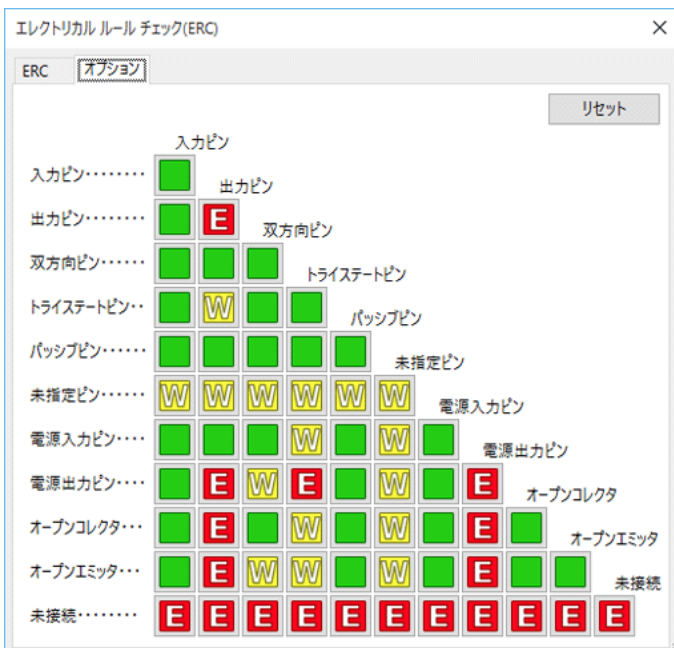 エレクトリカル ルール チェック(ERC)
ERC オプション
リセット
入力ピン
入力ピン········
出力ピン
出力ピン········ E
双方向ピン
双方向ピン······
トライステートピン
トライステートピン·· W
パッシブピン
パッシブピン······
未指定ピン
未指定ピン······ W W W W W W
電源入力ピン
電源入力ピン···· W W
電源出力ピン
電源出力ピン···· E W E W E
オープンコレクタ
オープンコレクタ··· E W W E
オープンエミッタ
オープンエミッタ··· E W W W E
未接続
未接続········ E E E E E E E E E E E